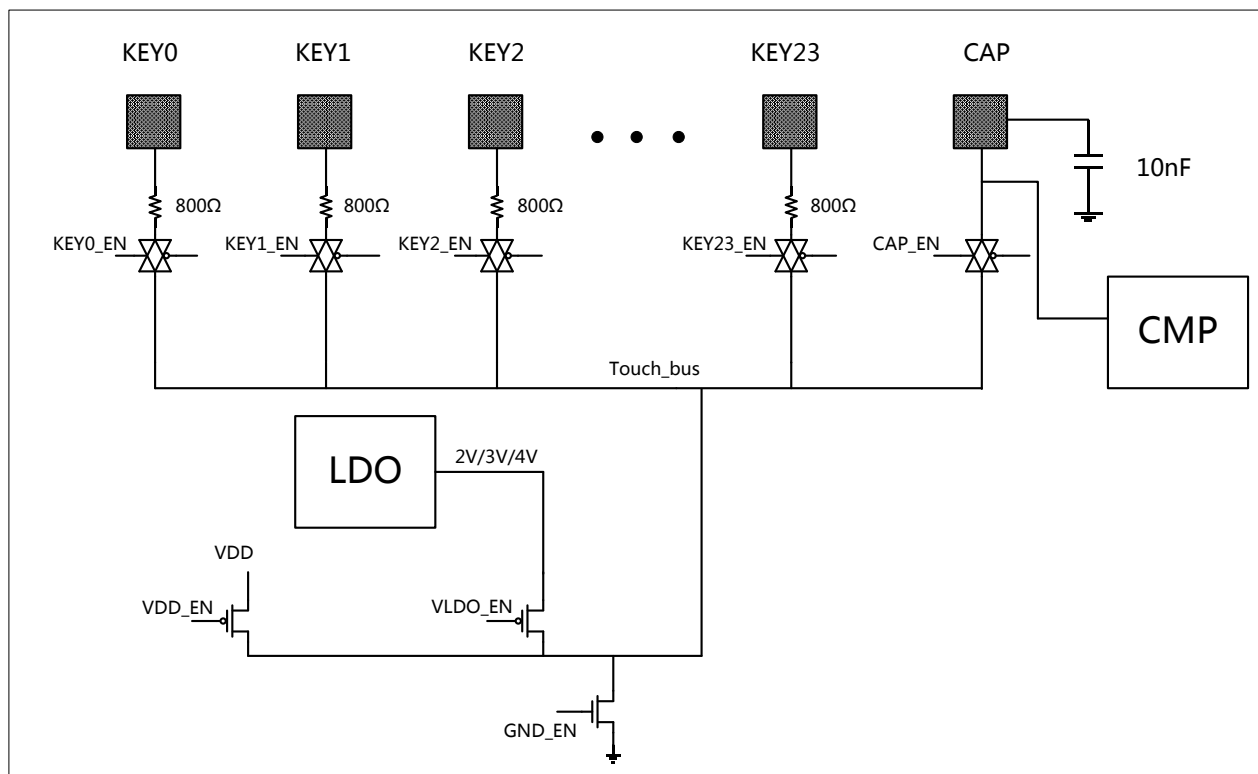 KEY0 KEY1 KEY2 KEY23 CAP
10nF
800Ω 800Ω 800Ω 800Ω
KEY0_EN KEY1_EN KEY2_EN KEY23_EN CAP_EN
CMP
Touch_bus
LDO 2V/3V/4V
VDD
VDD_EN VLDO_EN
GND_EN